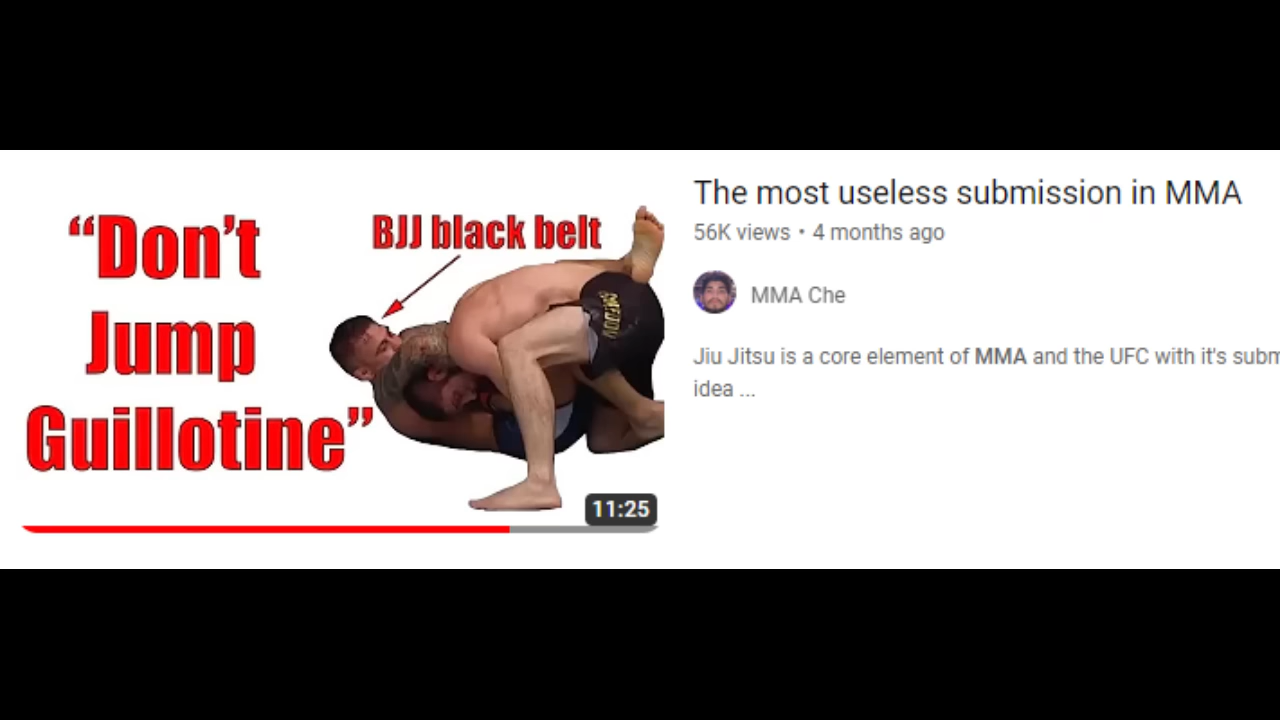 “Don’t
Jump
Guillotine”
BJJ black belt
11:25
The most useless submission in MMA
56K views • 4 months ago
MMA Che
Jiu Jitsu is a core element of MMA and the UFC with it's subm
idea ...